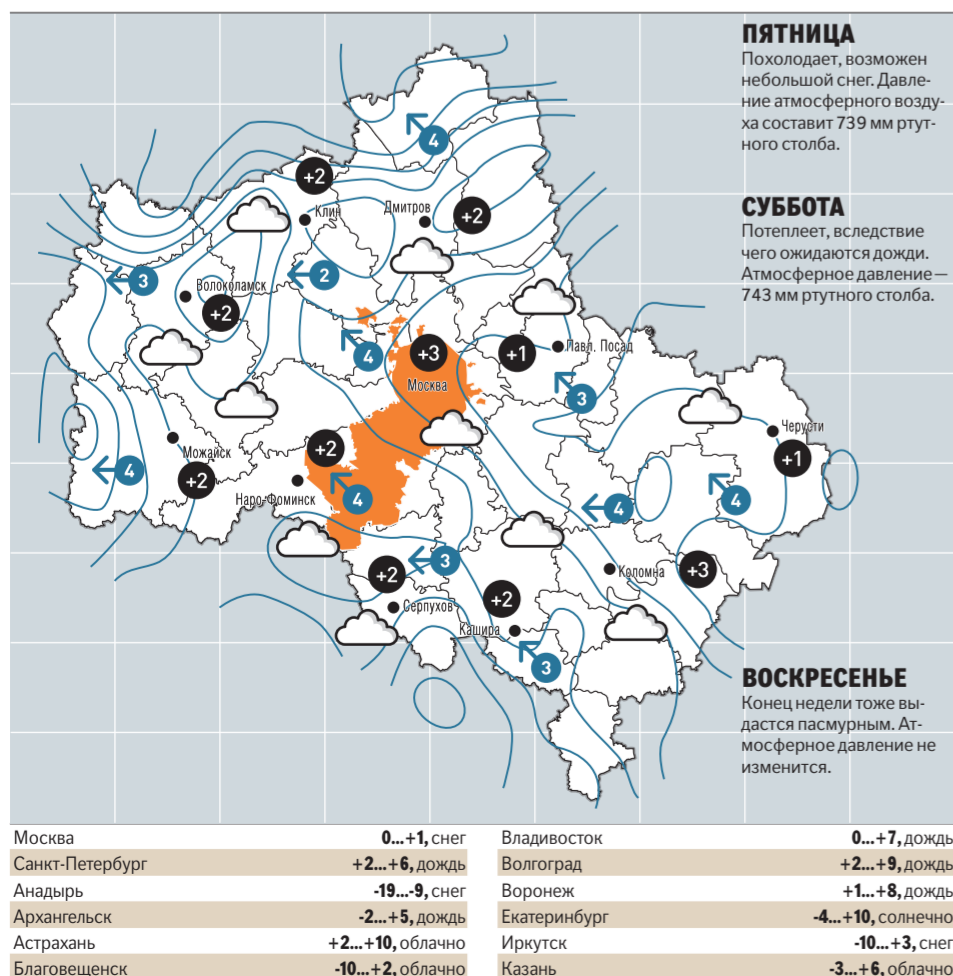 ПЯТНИЦА
Похолодает, возможен
небольшой снег. Давле-
ние атмосферного возду-
ха составит 739 мм ртут-
ного столба.
СУББОТА
Потеплеет, вследствие
чего ожидаются дожди.
Атмосферное давление —
743 мм ртутного столба.
4
+2
Клин
Дмитров
+2
3
2
Волоколамск
+2
4
+3
Москва
+1
Павл. Посад
3
Черусти
+1
Можайск
+2
4
+2
Наро-Фоминск
4
4
4
+2
3
Серпухов
+2
Кашира
3
Коломна
+3
ВОСКРЕСЕНЬЕ
Конец недели тоже вы-
дастся пасмурным. Ат-
мосферное давление не
изменится.
Москва 0...+1, снег
Санкт-Петербург +2...+6, дождь
Анадырь -19...-9, снег
Архангельск -2...+5, дождь
Астрахань +2...+10, облачно
Благовещенск -10...+2, облачно
Владивосток 0...+7, дождь
Волгоград +2...+9, дождь
Воронеж +1...+8, дождь
Екатеринбург -4...+10, солнечно
Иркутск -10...+3, снег
Казань -3...+6, облачно